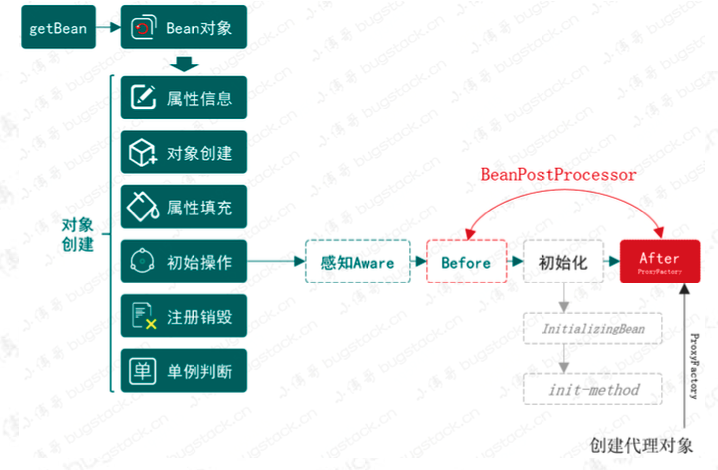 getBean
Bean对象
属性信息
对象创建
属性填充
对象
创建
初始操作
注册销毁
单例判断
单
BeanPostProcessor
感知Aware
Before
初始化
After
ProxyFactory
InitializingBean
init-method
ProxyFactory
创建代理对象
小傅哥 bugstack.cn